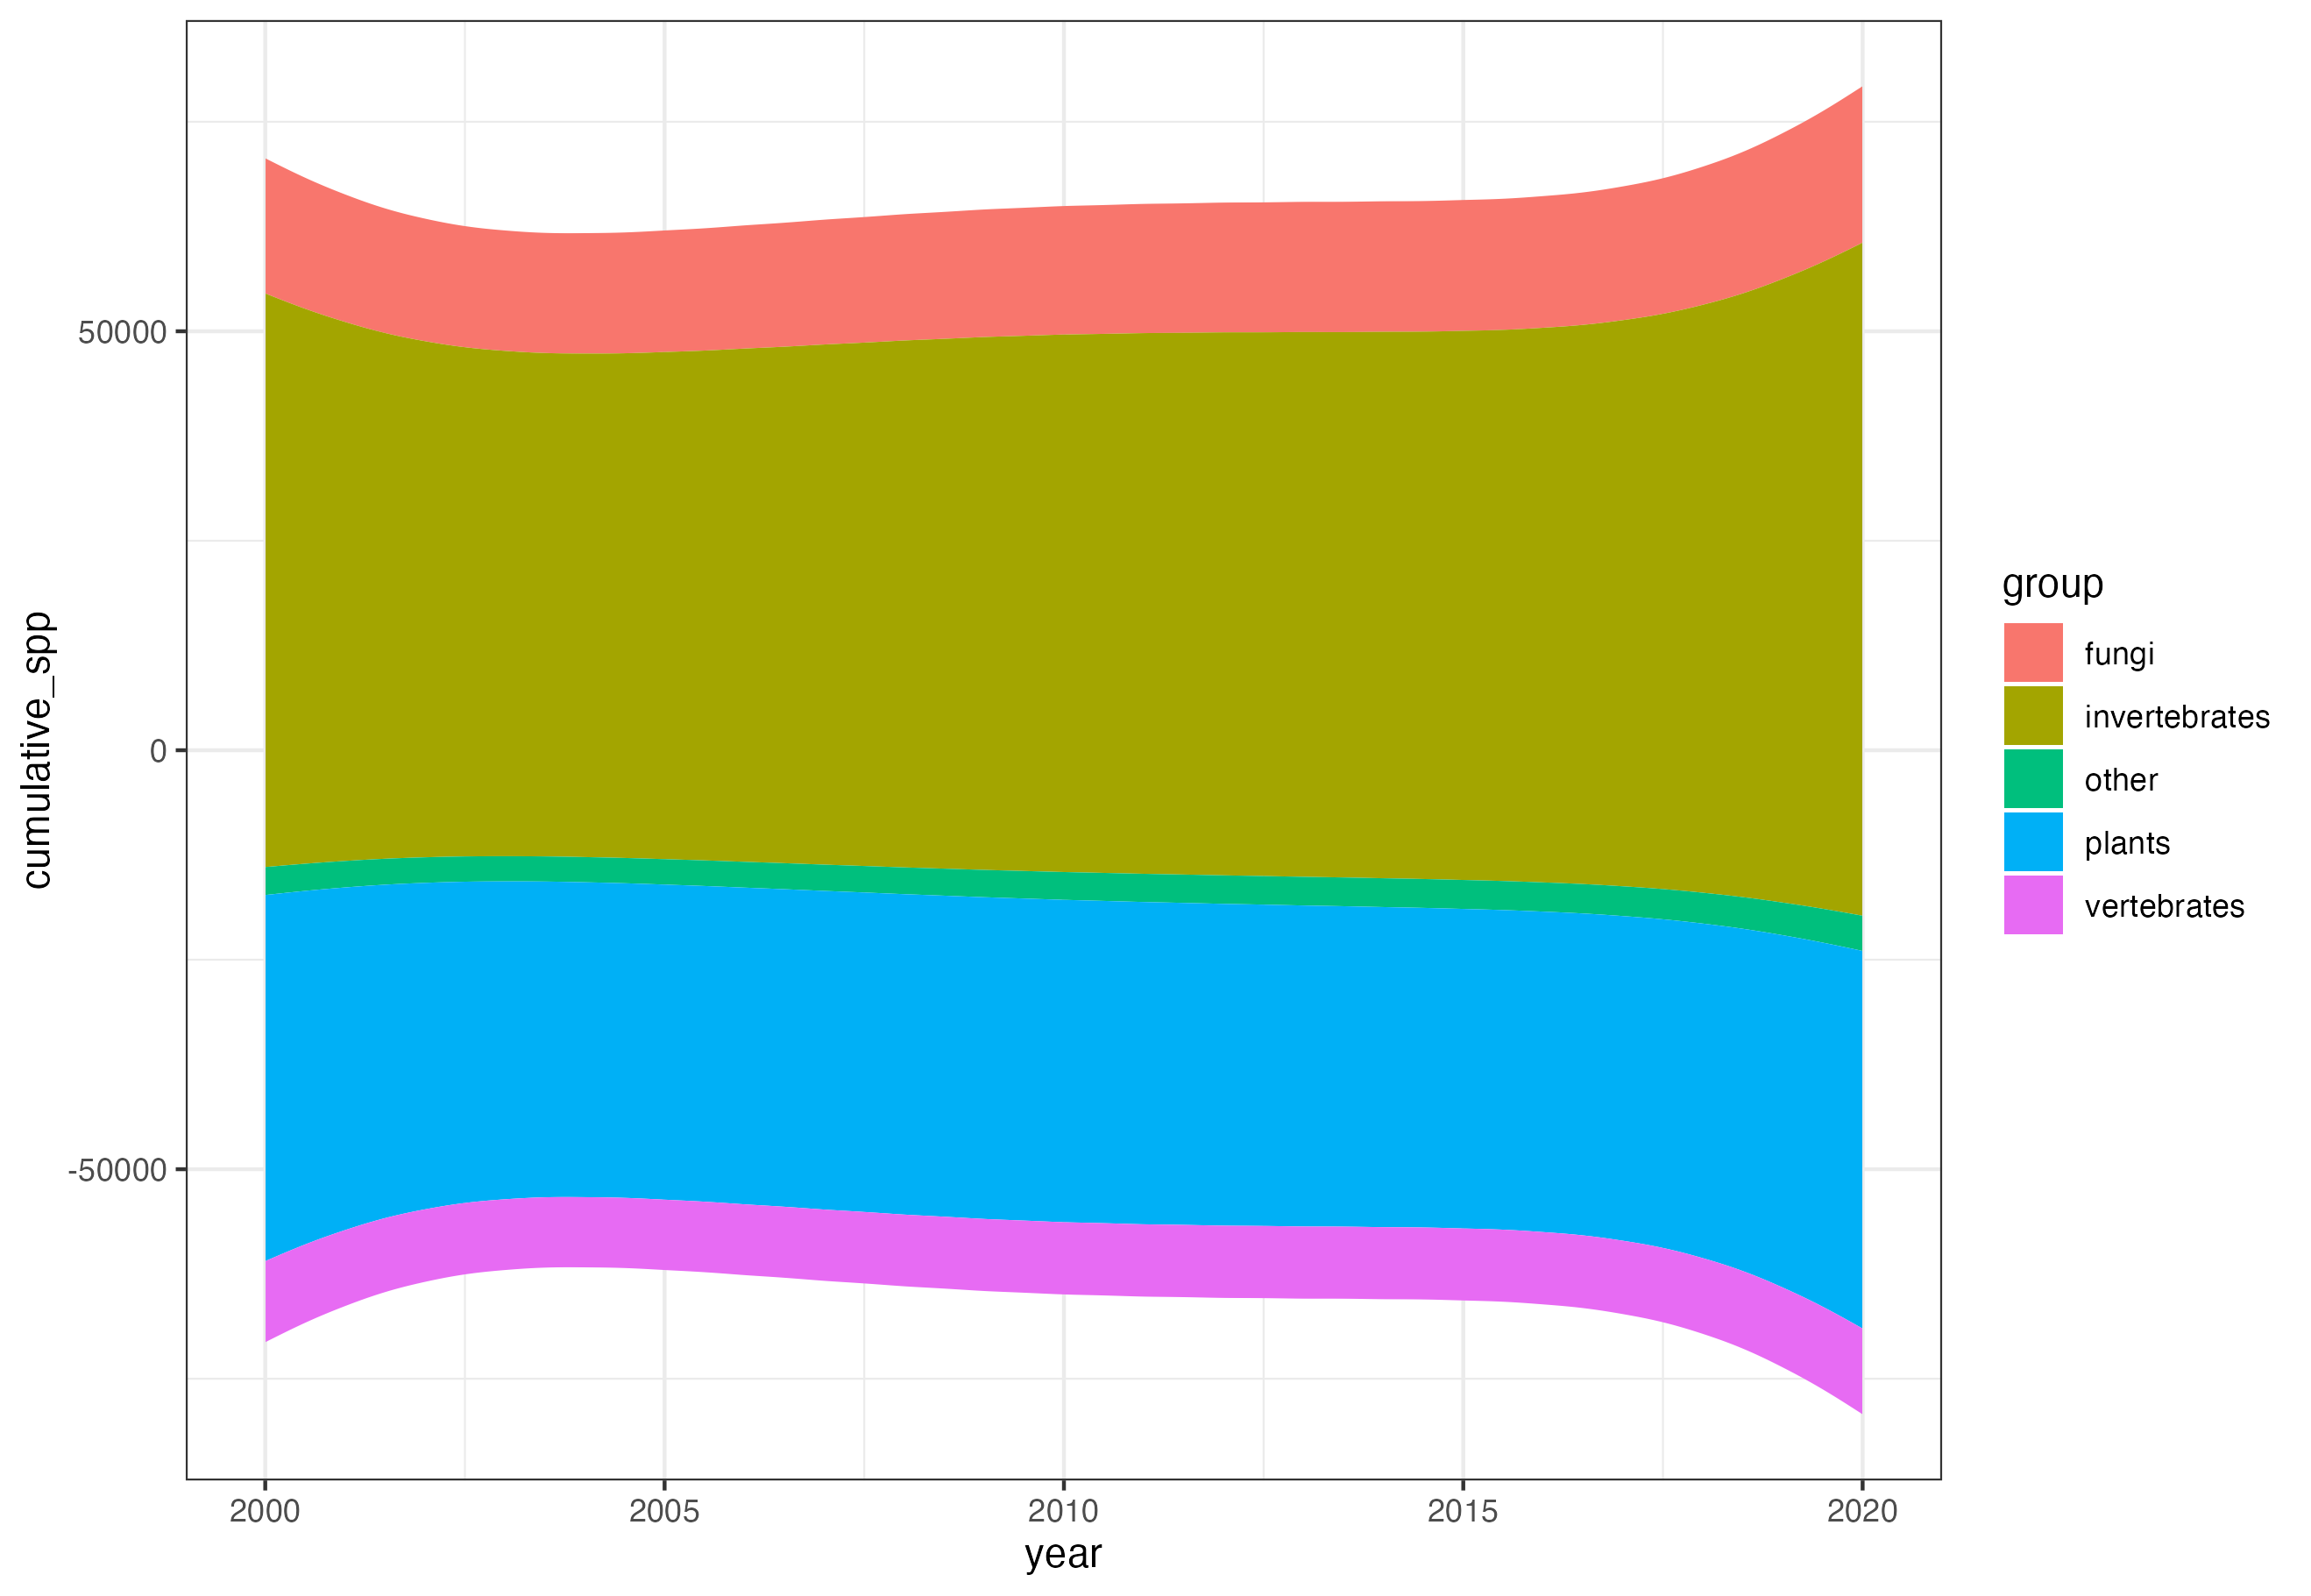 cumulative_spp
50000
0
-50000
2000
2005
2010
2015
2020
year
group
fungi
invertebrates
other
plants
vertebrates